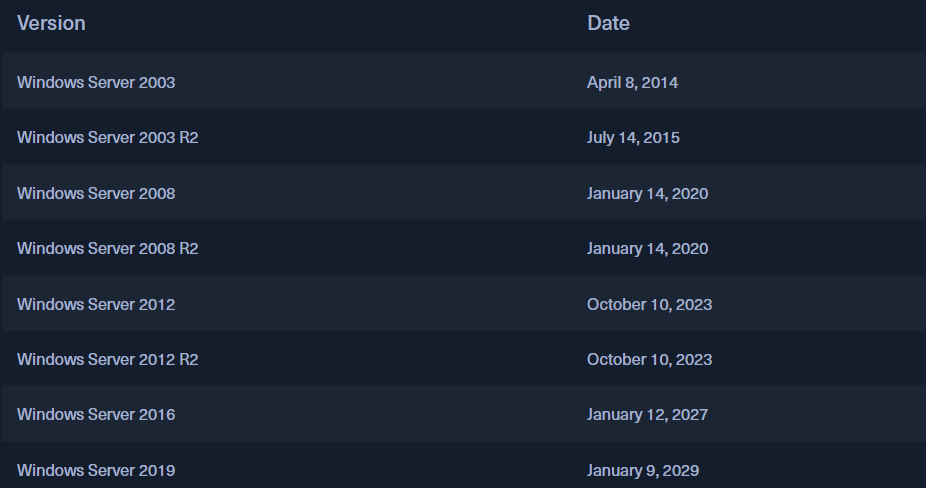 Version Date
Windows Server 2003 April 8, 2014
Windows Server 2003 R2 July 14, 2015
Windows Server 2008 January 14, 2020
Windows Server 2008 R2 January 14, 2020
Windows Server 2012 October 10, 2023
Windows Server 2012 R2 October 10, 2023
Windows Server 2016 January 12, 2027
Windows Server 2019 January 9, 2029